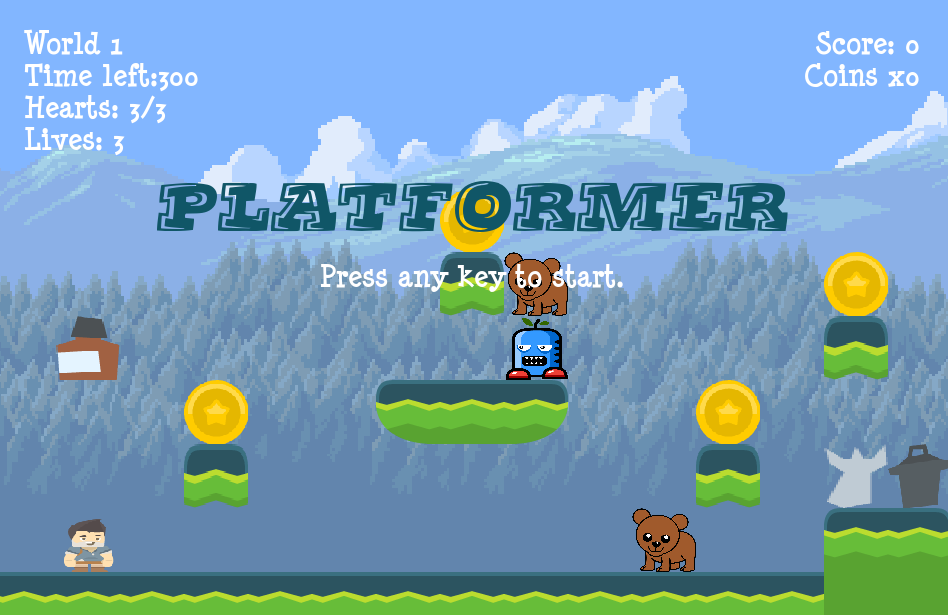 World 1
Time left:300
Hearts: 3/3
Lives: 3
Score: 0
Coins x0
PLATFORMER
Press any key to start.